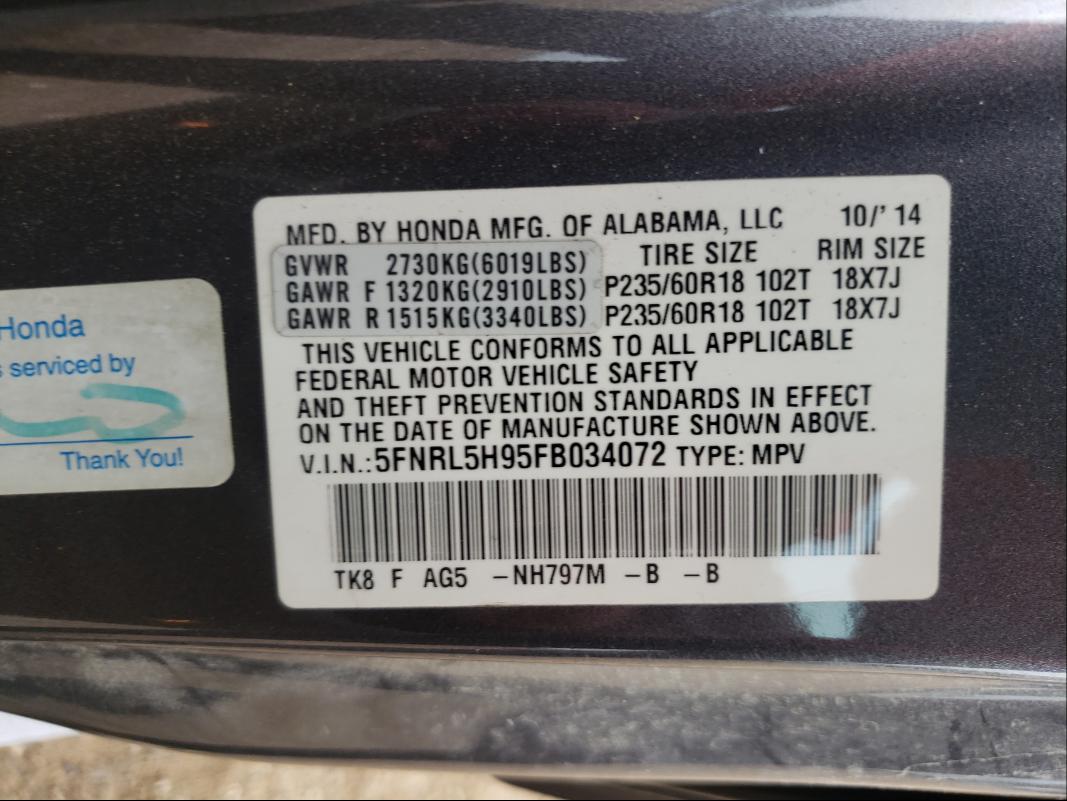 MFD. BY HONDA MFG. OF ALABAMA, LLC 10/' 14
TIRE SIZE RIM SIZE
GVWR 2730KG(6019LBS)
GAWR F 1320KG(2910LBS) P235/60R18 102T 18X7J
GAWR R 1515KG(3340LBS) P235/60R18 102T 18X7J
THIS VEHICLE CONFORMS TO ALL APPLICABLE
FEDERAL MOTOR VEHICLE SAFETY
AND THEFT PREVENTION STANDARDS IN EFFECT
ON THE DATE OF MANUFACTURE SHOWN ABOVE.
V.I.N.:5FNRL5H95FB034072 TYPE: MPV
TK8 F AG5 -NH797M -B -B
Honda
serviced by
Thank You!